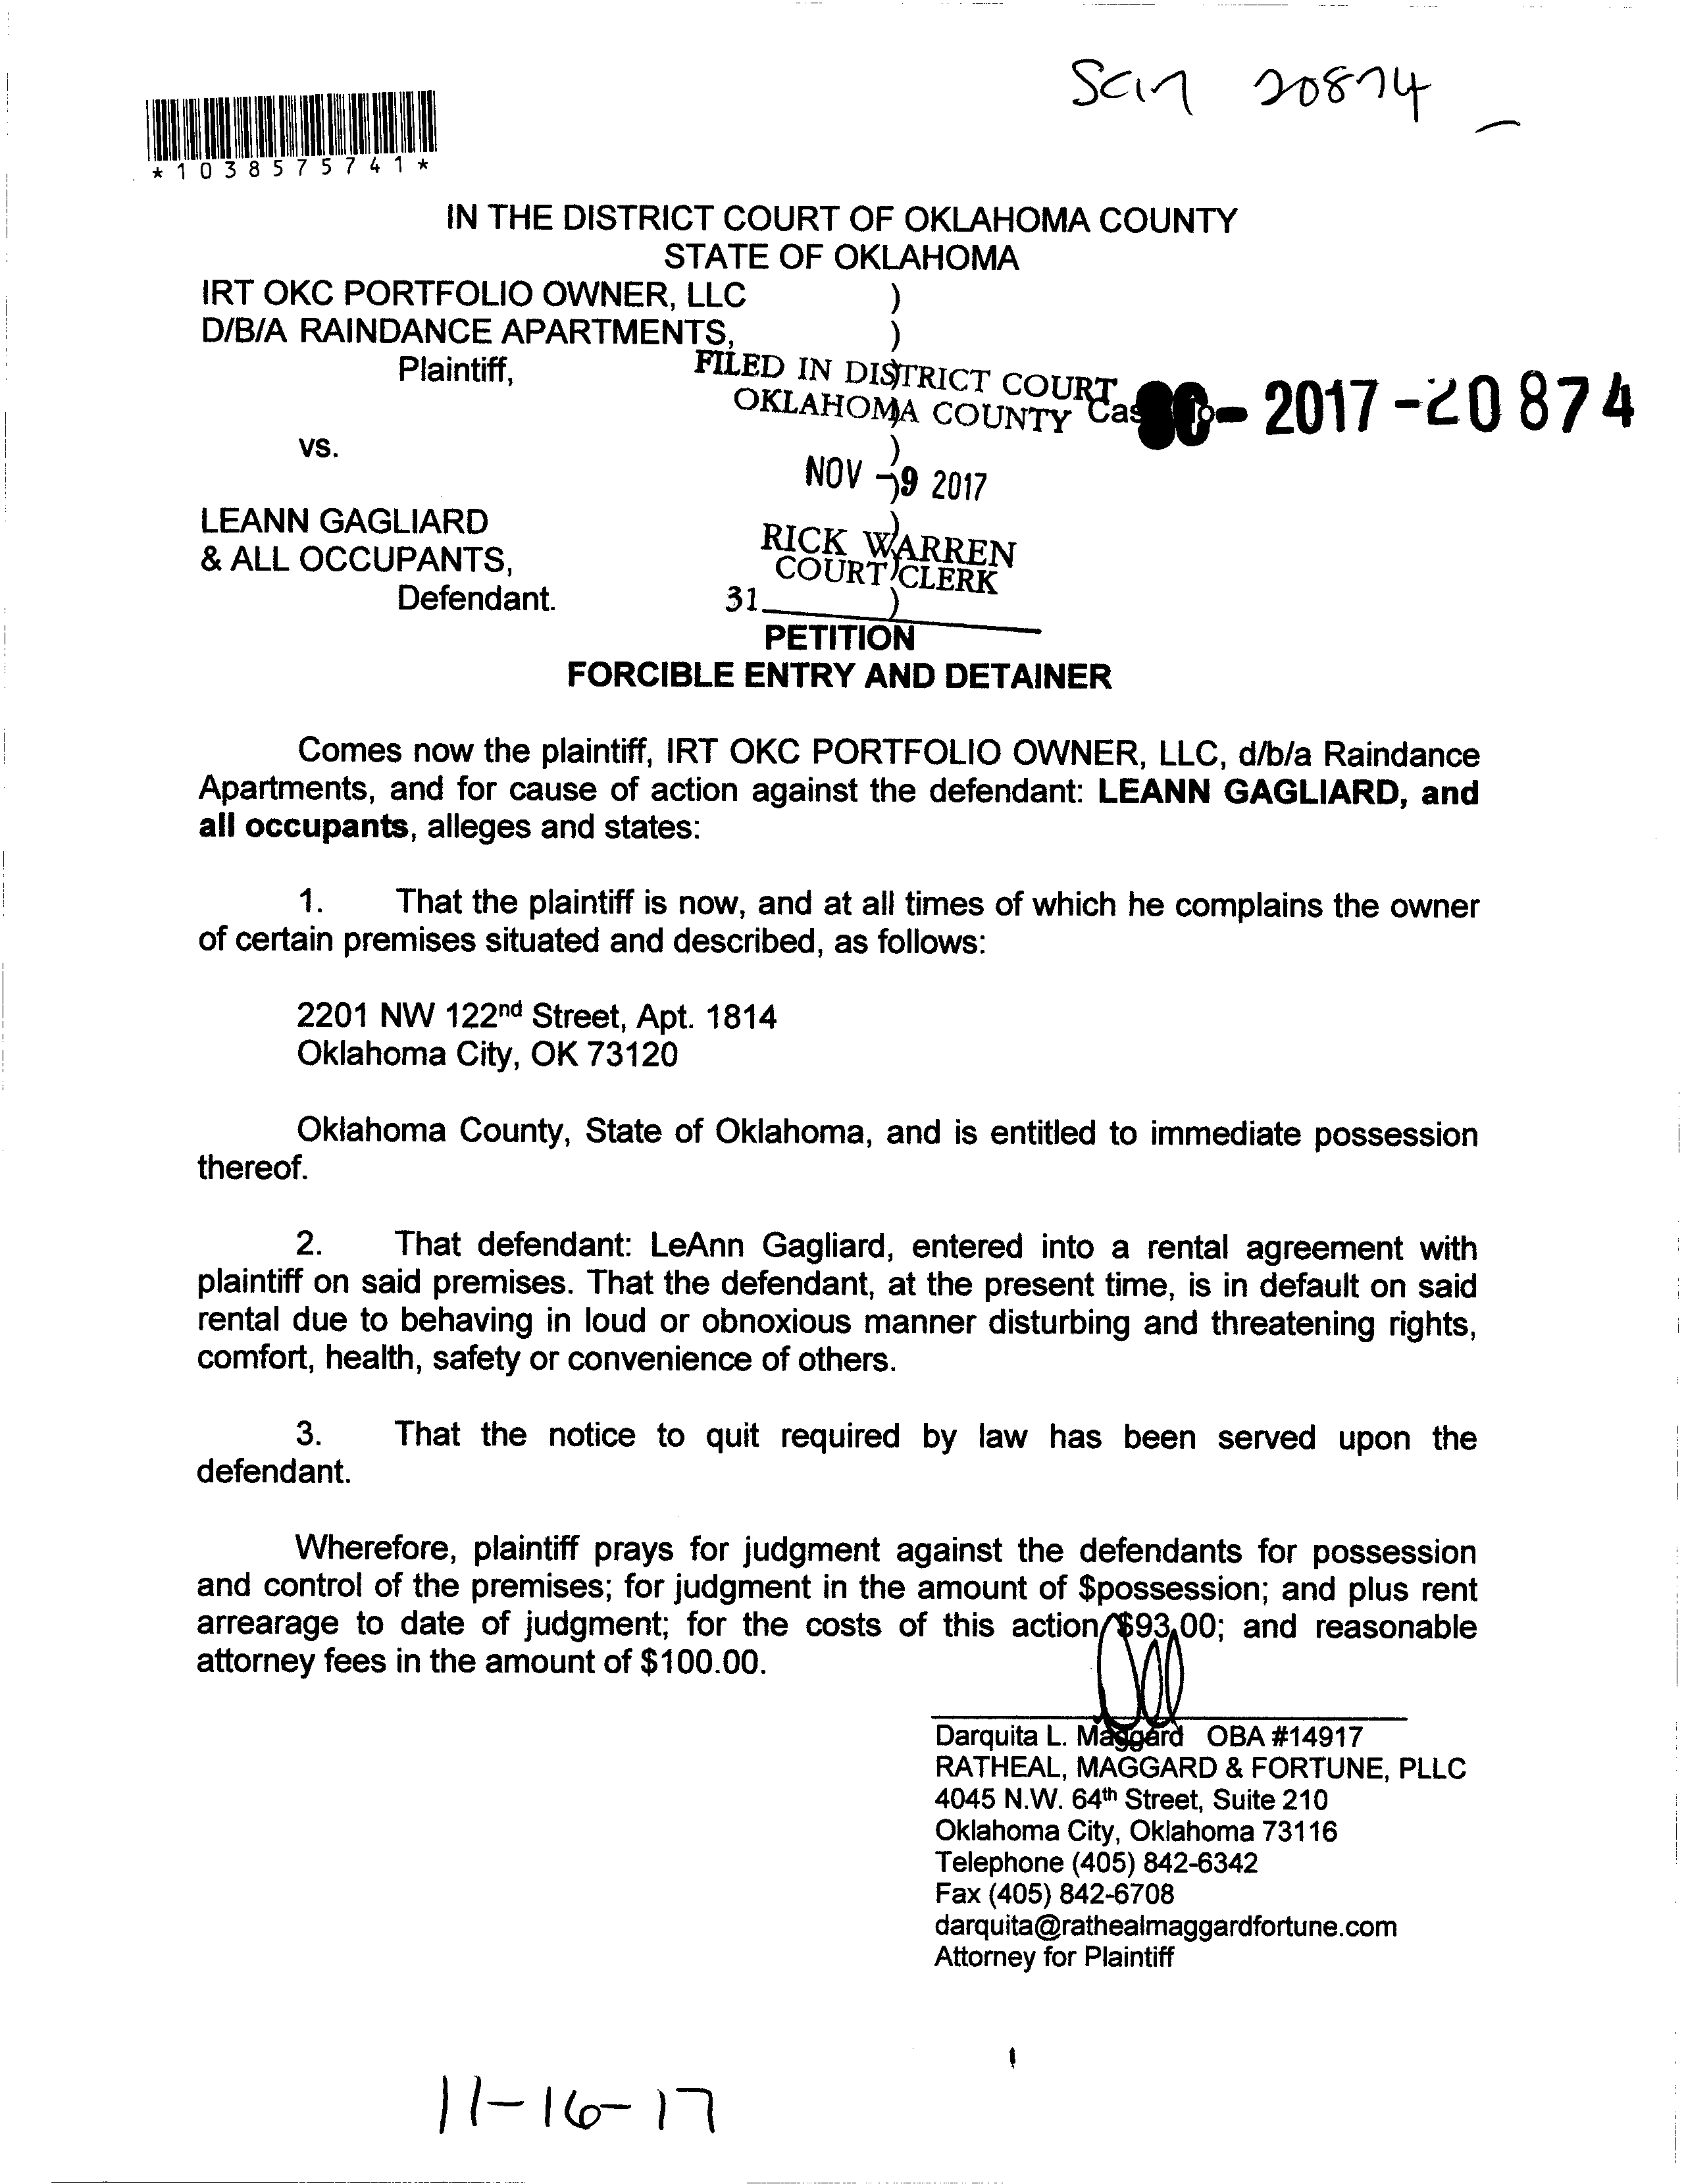 SC17 20874
*1038575741*
IN THE DISTRICT COURT OF OKLAHOMA COUNTY
STATE OF OKLAHOMA
IRT OKC PORTFOLIO OWNER, LLC )
D/B/A RAINDANCE APARTMENTS, )
Plaintiff,
FILED IN DISTRICT COURT
OKLAHOMA COUNTY
- 2017 - 20874
vs. )
NOV - 9 2017
LEANN GAGLIARD )
& ALL OCCUPANTS, )
RICK WARREN
COURT CLERK
Defendant. )
31
PETITION
FORCIBLE ENTRY AND DETAINER
Comes now the plaintiff, IRT OKC PORTFOLIO OWNER, LLC, d/b/a Raindance
Apartments, and for cause of action against the defendant: LEANN GAGLIARD, and
all occupants, alleges and states:
1. That the plaintiff is now, and at all times of which he complains the owner
of certain premises situated and described, as follows:
2201 NW 122nd Street, Apt. 1814
Oklahoma City, OK 73120
Oklahoma County, State of Oklahoma, and is entitled to immediate possession
thereof.
2. That defendant: LeAnn Gagliard, entered into a rental agreement with
plaintiff on said premises. That the defendant, at the present time, is in default on said
rental due to behaving in loud or obnoxious manner disturbing and threatening rights,
comfort, health, safety or convenience of others.
3. That the notice to quit required by law has been served upon the
defendant.
Wherefore, plaintiff prays for judgment against the defendants for possession
and control of the premises; for judgment in the amount of $possession; and plus rent
arrearage to date of judgment; for the costs of this action $93.00; and reasonable
attorney fees in the amount of $100.00.
Darquita L. Maggard OBA #14917
RATHEAL, MAGGARD & FORTUNE, PLLC
4045 N.W. 64th Street, Suite 210
Oklahoma City, Oklahoma 73116
Telephone (405) 842-6342
Fax (405) 842-6708
darquita@rathealmaggardfortune.com
Attorney for Plaintiff
11-16-17